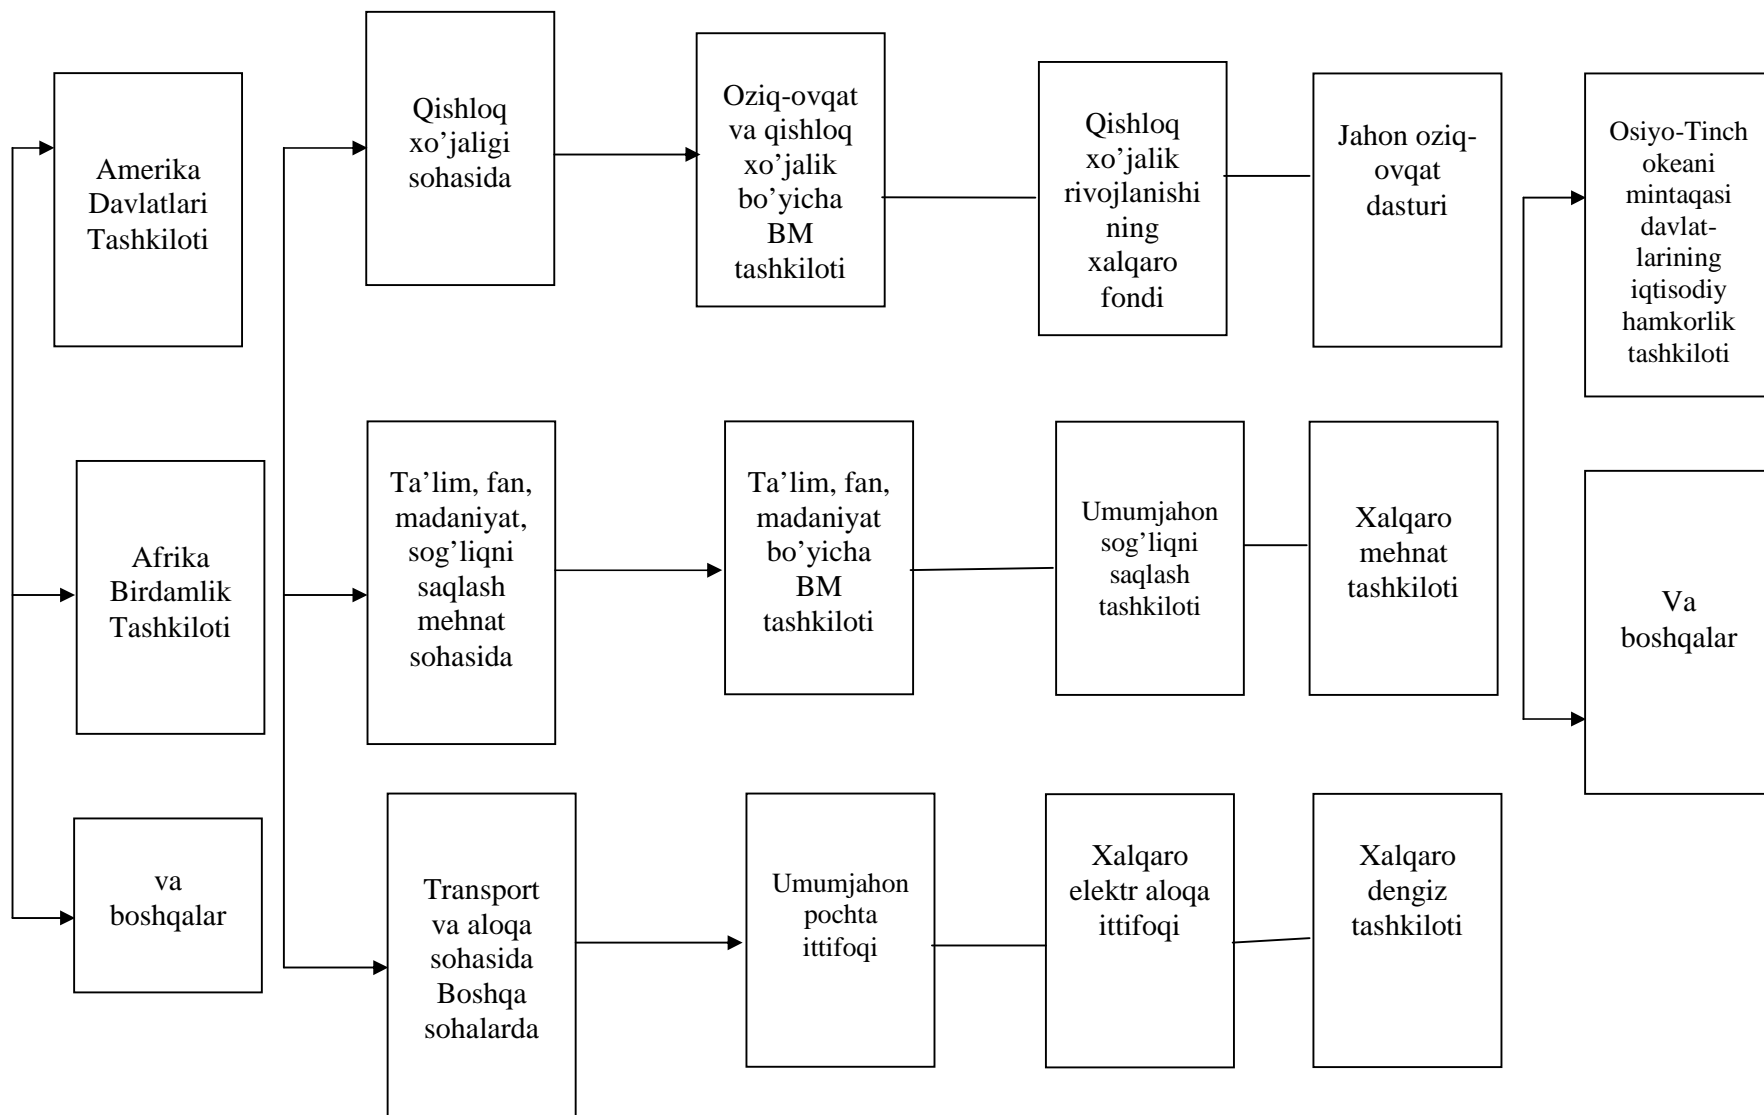 Amerika
Davlatlari
Tashkiloti
Afrika
Birdamlik
Tashkiloti
va
boshqalar
Qishloq
xo’jaligi
sohasida
Oziq-ovqat
va qishloq
xo’jalik
bo’yicha
BM
tashkiloti
Qishloq
xo’jalik
rivojlanishi
ning
xalqaro
fondi
Jahon oziq-
ovqat
dasturi
Ta’lim, fan,
madaniyat,
sog’liqni
saqlash
mehnat
sohasida
Ta’lim, fan,
madaniyat
bo’yicha
BM
tashkiloti
Umumjahon
sog’liqni
saqlash
tashkiloti
Xalqaro
mehnat
tashkiloti
Transport
va aloqa
sohasida
Boshqa
sohalarda
Umumjahon
pochta
ittifoqi
Xalqaro
elektr aloqa
ittifoqi
Xalqaro
dengiz
tashkiloti
Osiyo-Tinch
okeani
mintaqasi
davlat-
larining
iqtisodiy
hamkorlik
tashkiloti
Va
boshqalar